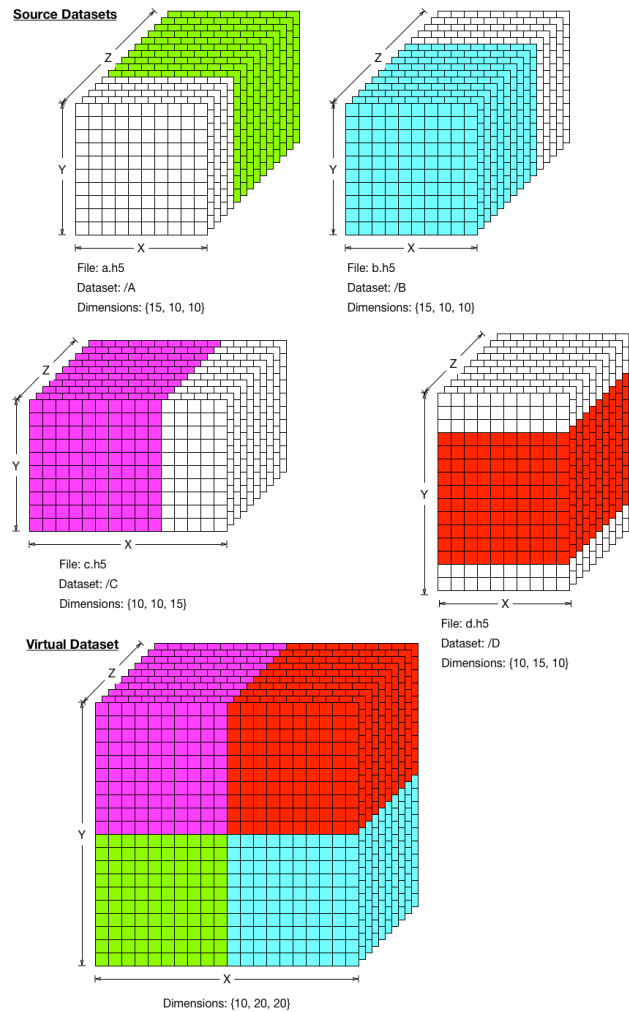 Source Datasets
Z
Y
X
File: a.h5
Dataset: /A
Dimensions: {15, 10, 10}
Z
Y
X
File: b.h5
Dataset: /B
Dimensions: {15, 10, 10}
Z
Y
X
File: c.h5
Dataset: /C
Dimensions: {10, 10, 15}
Z
Y
X
File: d.h5
Dataset: /D
Dimensions: {10, 15, 10}
Virtual Dataset
Z
Y
X
Dimensions: {10, 20, 20}